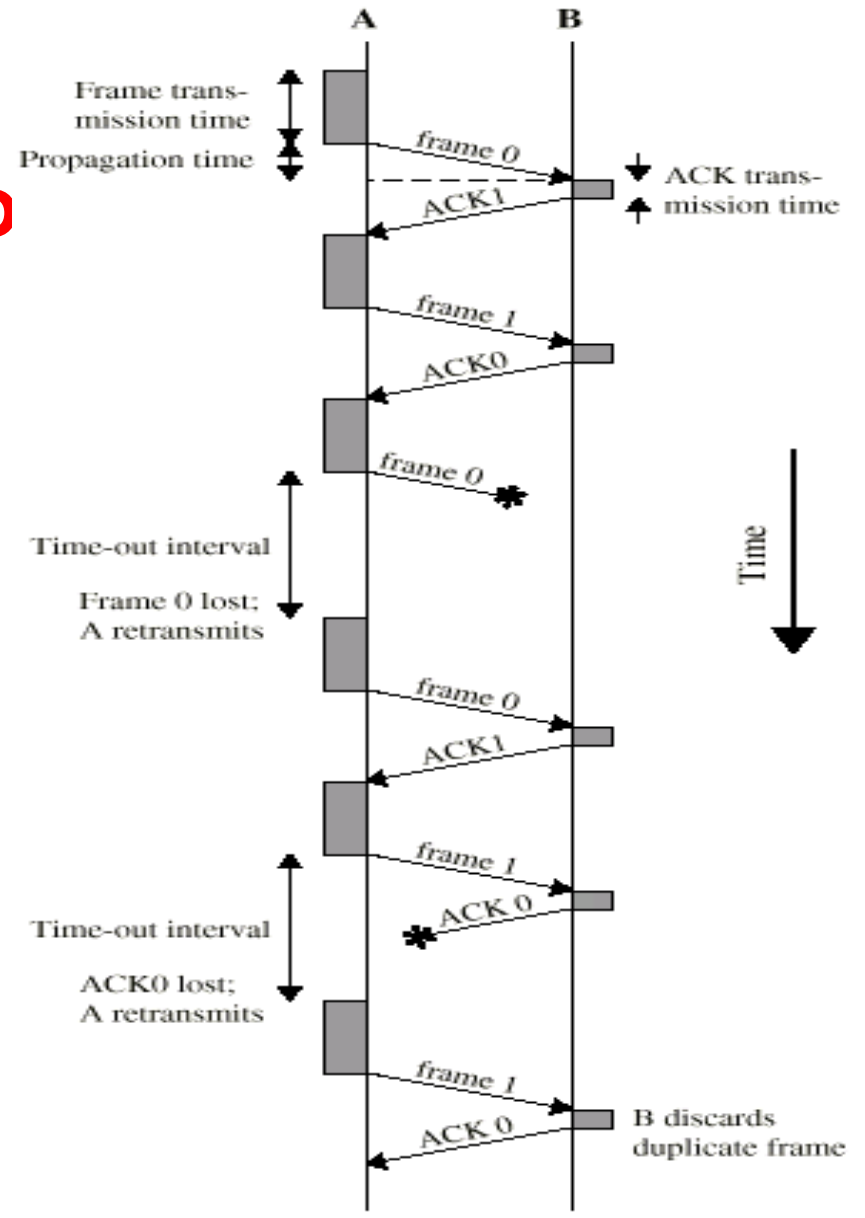 A
B
Frame trans-
mission time
Propagation time
frame 0
ACK trans-
mission time
ACK1
frame 1
ACK0
frame 0
Time-out interval
Frame 0 lost;
A retransmits
Time
frame 0
ACK1
frame 1
ACK 0
Time-out interval
ACK0 lost;
A retransmits
frame 1
ACK 0
B discards
duplicate frame